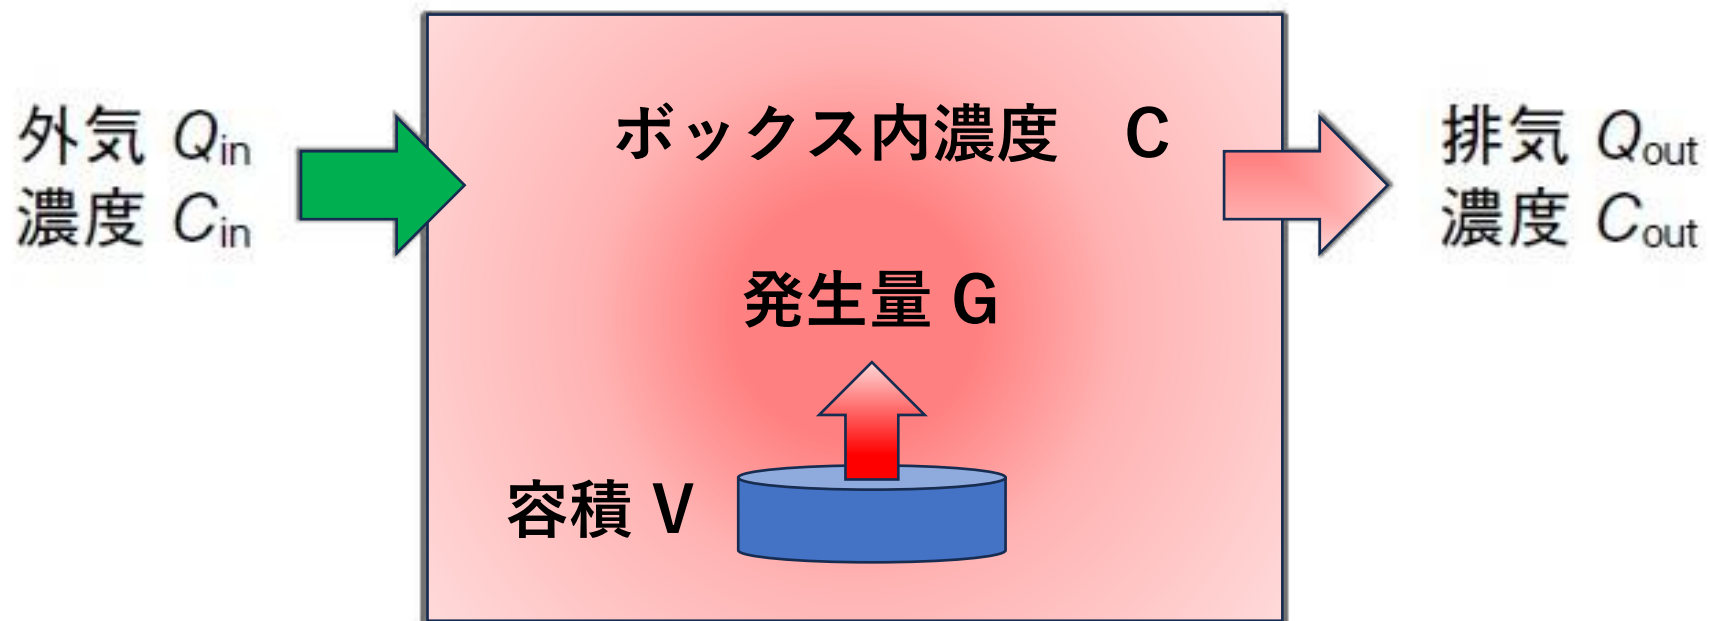 外気 Qin
濃度 Cin
ボックス内濃度　C
発生量 G
容積 V
排気 Qout
濃度 Cout